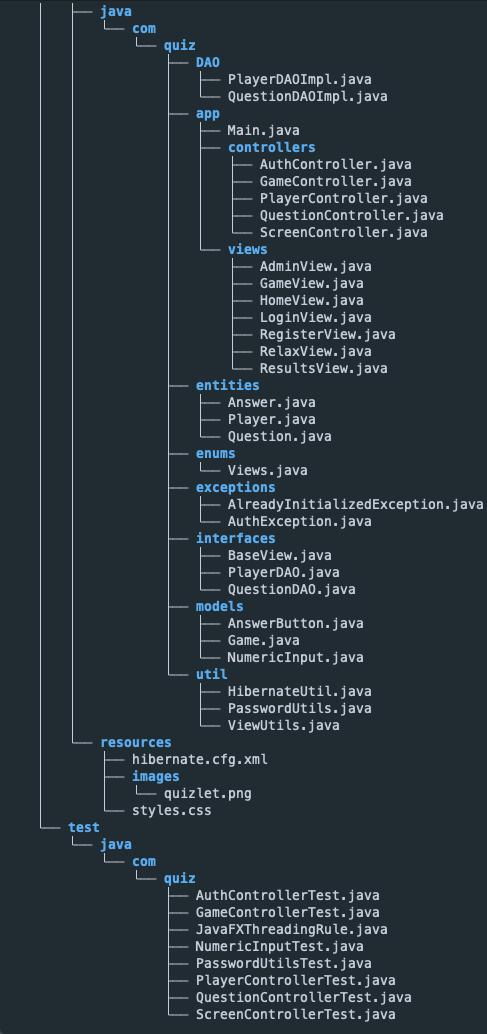 java
com
quiz
DAO
PlayerDAOImpl.java
QuestionDAOImpl.java
app
Main.java
controllers
AuthController.java
GameController.java
PlayerController.java
QuestionController.java
ScreenController.java
views
AdminView.java
GameView.java
HomeView.java
LoginView.java
RegisterView.java
RelaxView.java
ResultsView.java
entities
Answer.java
Player.java
Question.java
enums
Views.java
exceptions
AlreadyInitializedException.java
AuthException.java
interfaces
BaseView.java
PlayerDAO.java
QuestionDAO.java
models
AnswerButton.java
Game.java
NumericInput.java
util
HibernateUtil.java
PasswordUtils.java
ViewUtils.java
resources
hibernate.cfg.xml
images
quizlet.png
styles.css
test
java
com
quiz
AuthControllerTest.java
GameControllerTest.java
JavaFXThreadingRule.java
NumericInputTest.java
PasswordUtilsTest.java
PlayerControllerTest.java
QuestionControllerTest.java
ScreenControllerTest.java